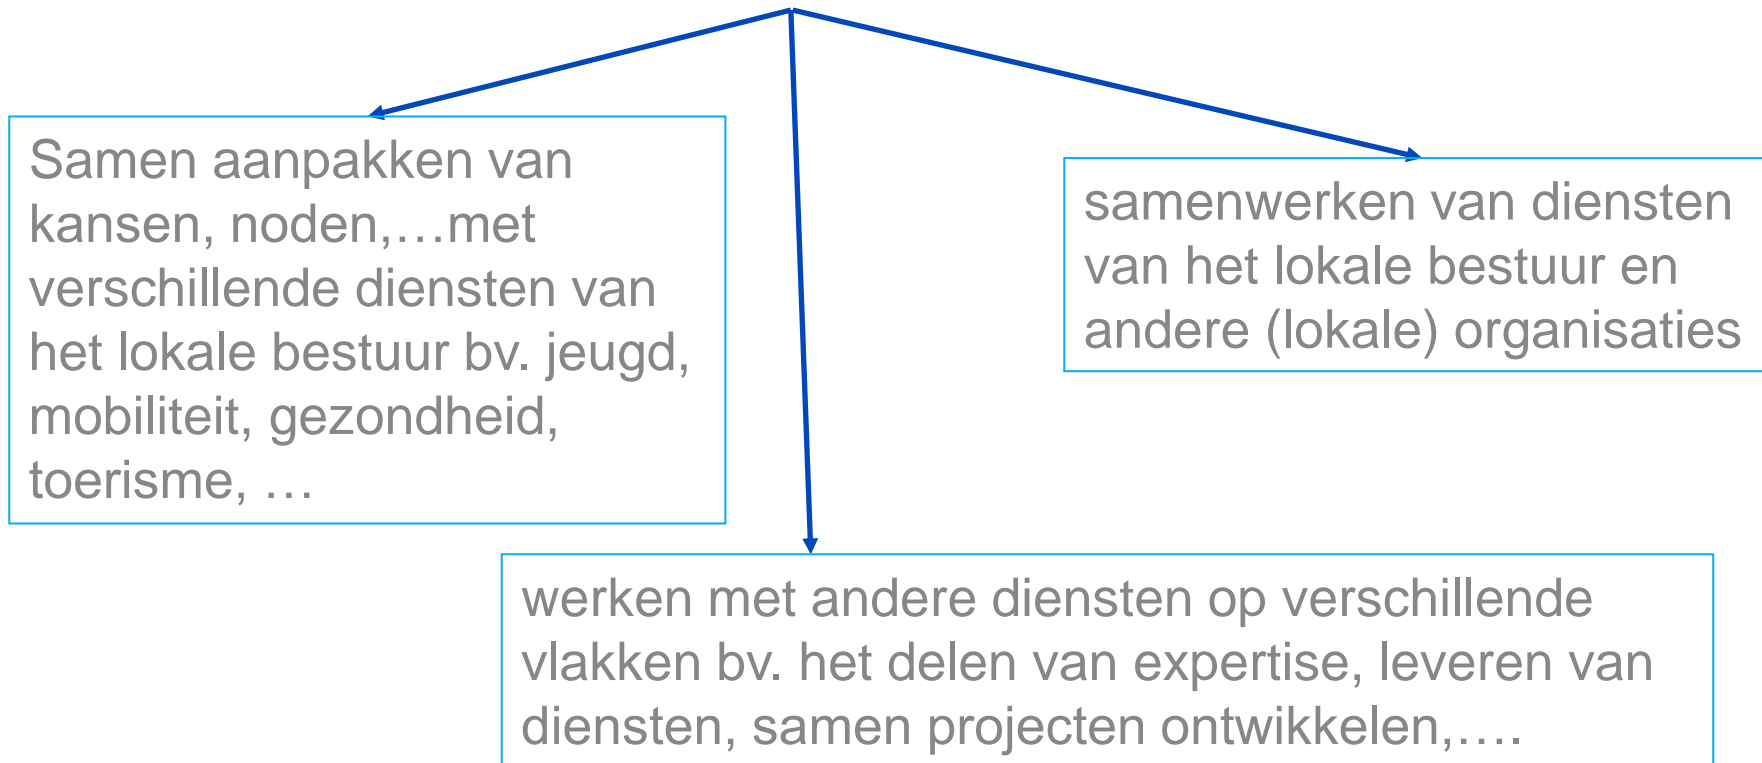 Samen aanpakken van
kansen, noden,…met
verschillende diensten van
het lokale bestuur bv. jeugd,
mobiliteit, gezondheid,
toerisme, …
samenwerken van diensten
van het lokale bestuur en
andere (lokale) organisaties
werken met andere diensten op verschillende
vlakken bv. het delen van expertise, leveren van
diensten, samen projecten ontwikkelen,….